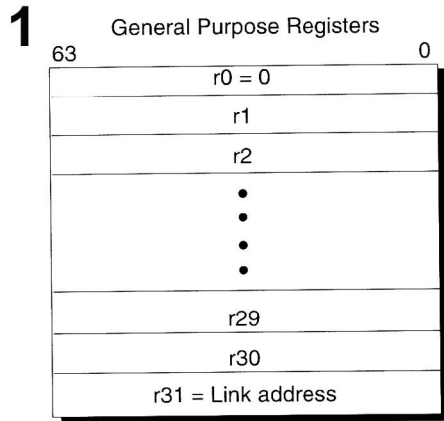 1
General Purpose Registers
63 0
r0 = 0
r1
r2
r29
r30
r31 = Link address